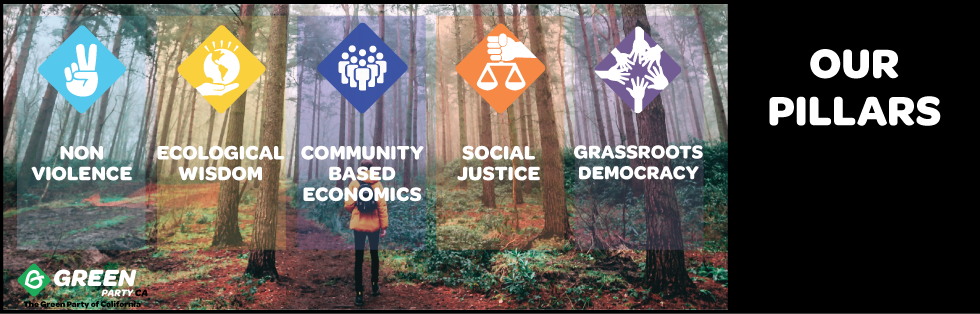 OUR
PILLARS
NON
VIOLENCE
ECOLOGICAL
WISDOM
COMMUNITY
BASED
ECONOMICS
SOCIAL
JUSTICE
GRASSROOTS
DEMOCRACY
GREEN
PARTY.CA
The Green Party of California